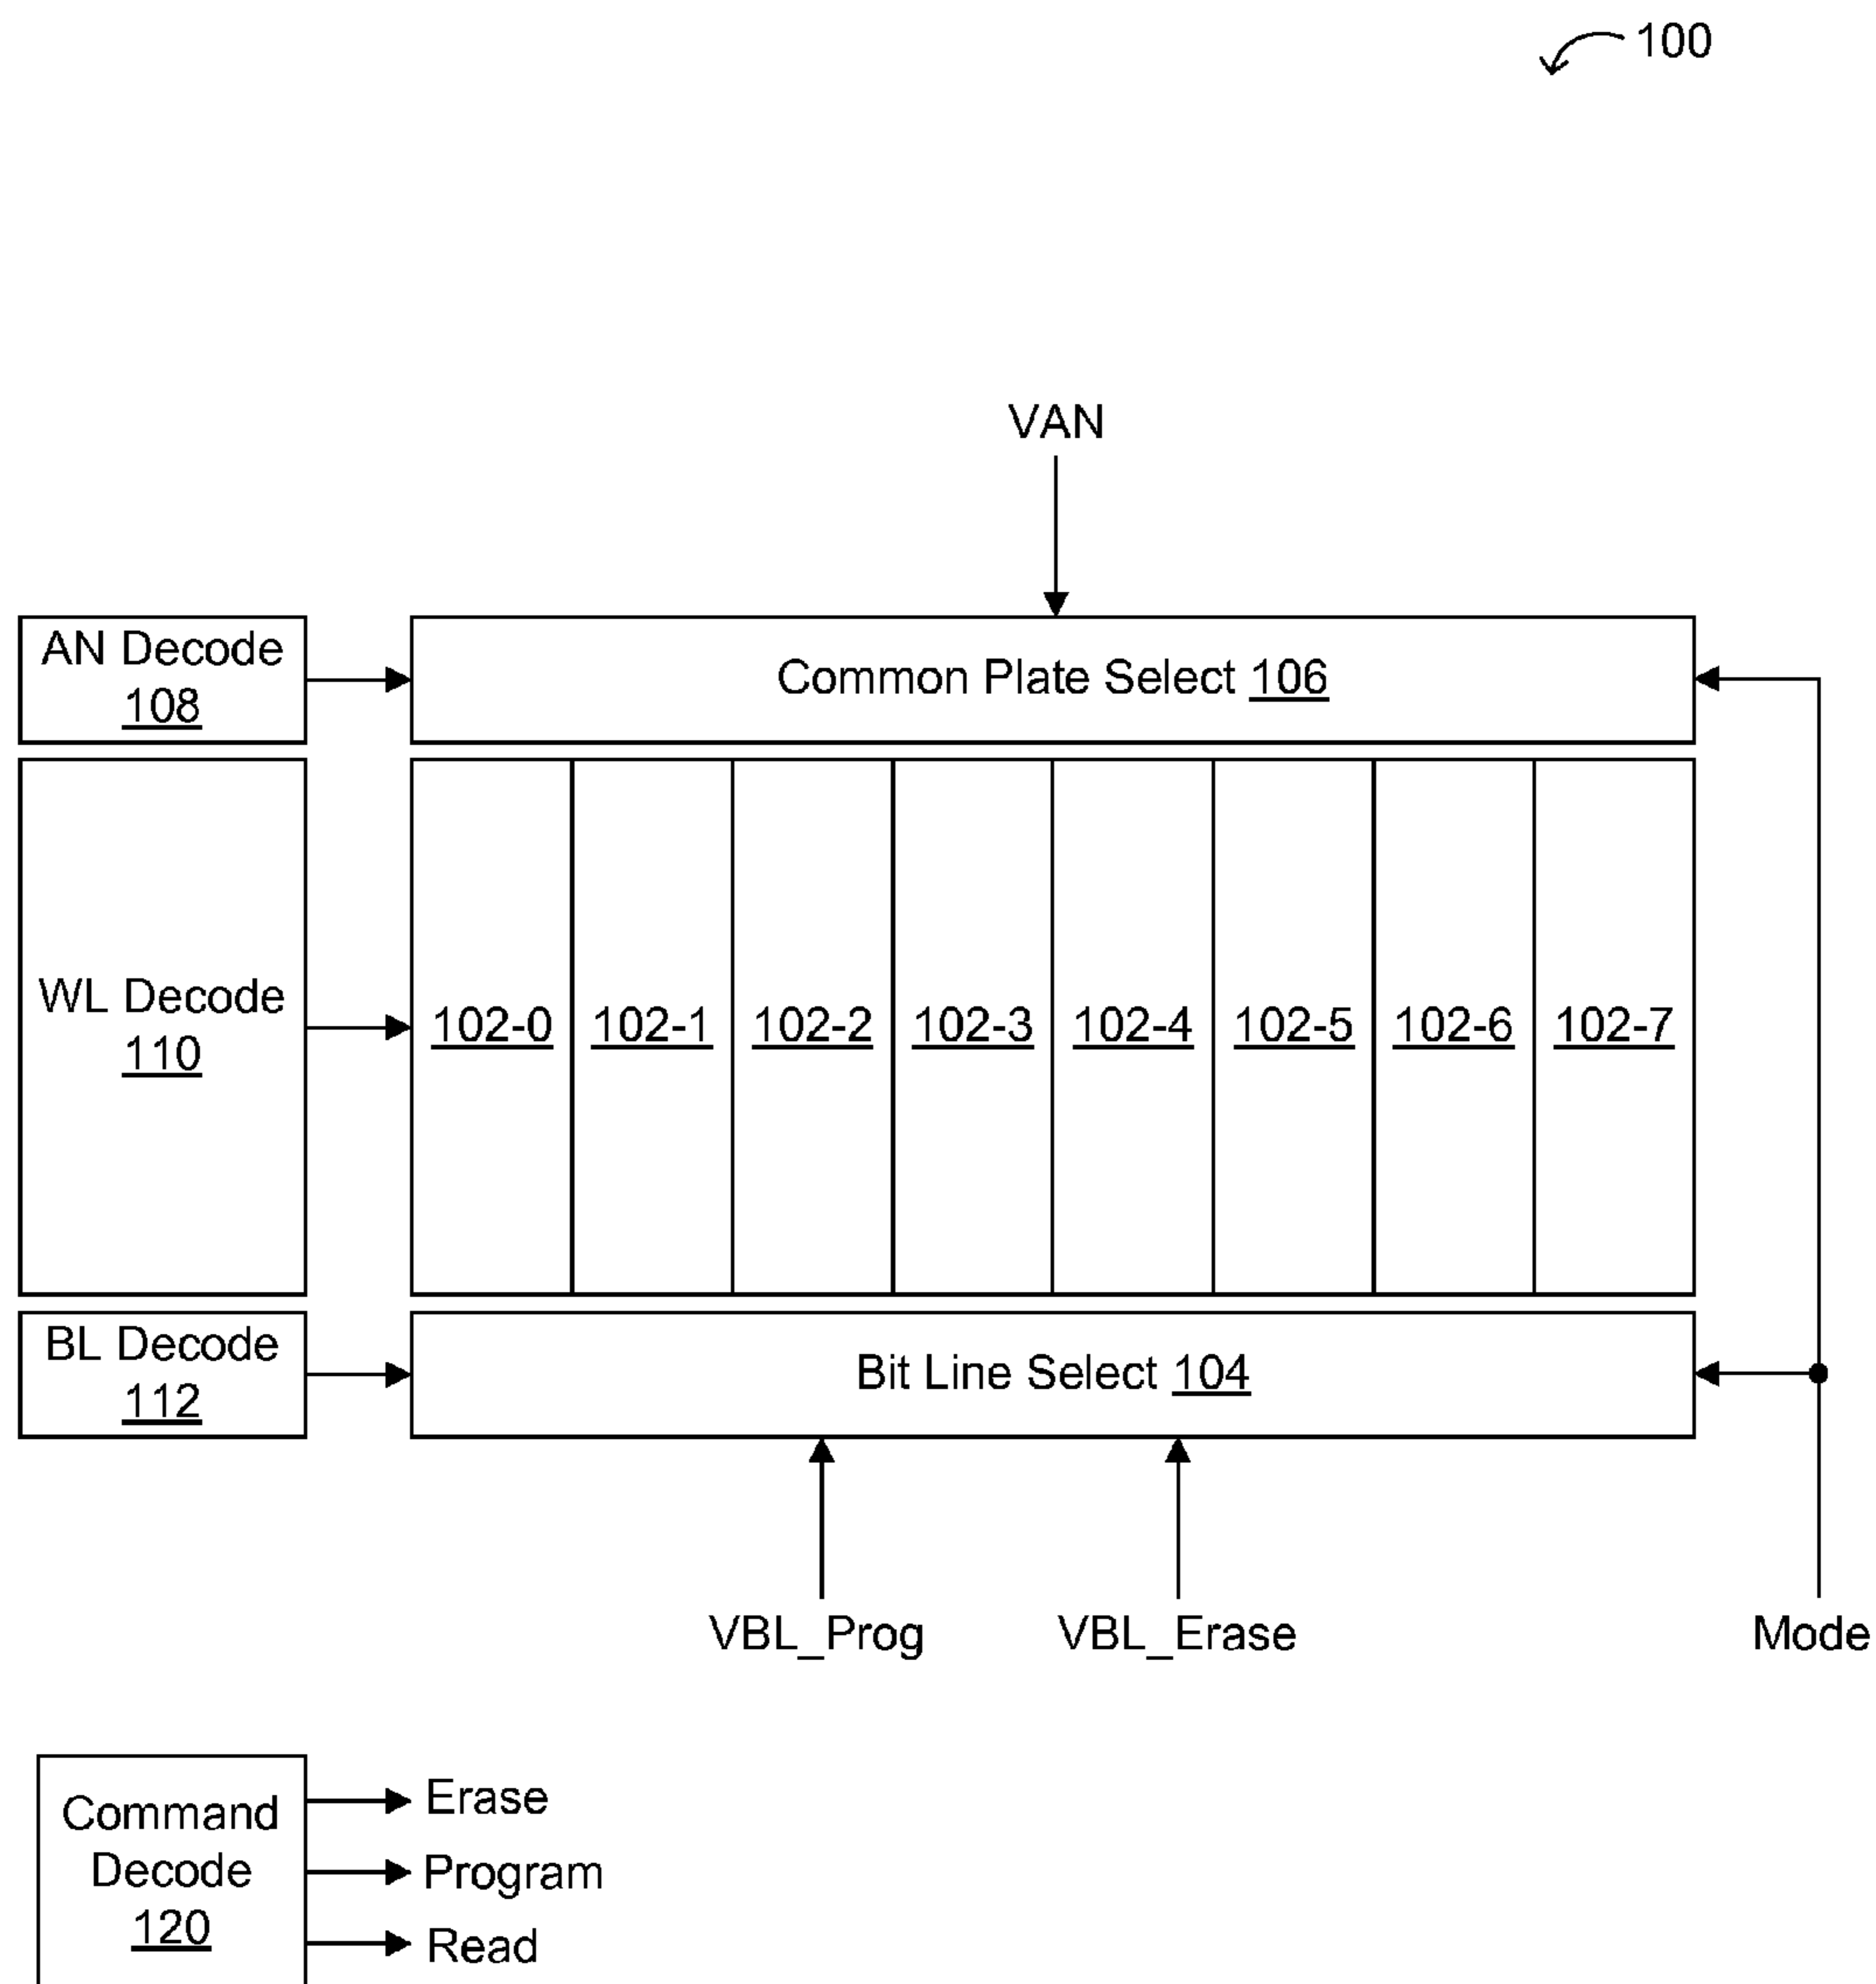 100
VAN
AN Decode
108
Common Plate Select 106
WL Decode
110
102-0 102-1 102-2 102-3 102-4 102-5 102-6 102-7
BL Decode
112
Bit Line Select 104
VBL_Prog VBL_Erase Mode
Command
Decode
120
Erase
Program
Read